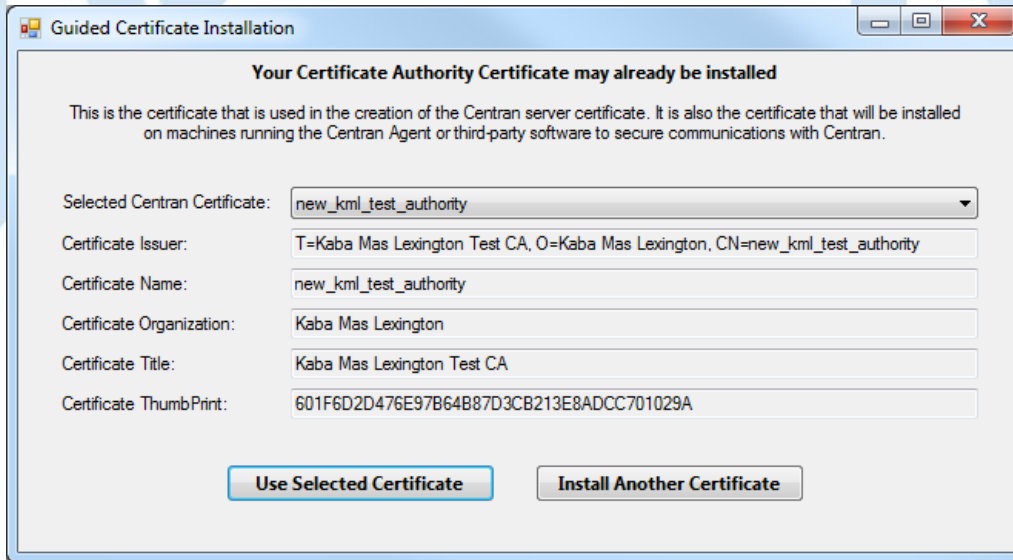 Guided Certificate Installation
Your Certificate Authority Certificate may already be installed
This is the certificate that is used in the creation of the Centran server certificate. It is also the certificate that will be installed
on machines running the Centran Agent or third-party software to secure communications with Centran.
Selected Centran Certificate: new_kml_test_authority
Certificate Issuer: T=Kaba Mas Lexington Test CA, O=Kaba Mas Lexington, CN=new_kml_test_authority
Certificate Name: new_kml_test_authority
Certificate Organization: Kaba Mas Lexington
Certificate Title: Kaba Mas Lexington Test CA
Certificate ThumbPrint: 601F6D2D476E97B64B87D3CB213E8ADCC701029A
Use Selected Certificate Install Another Certificate